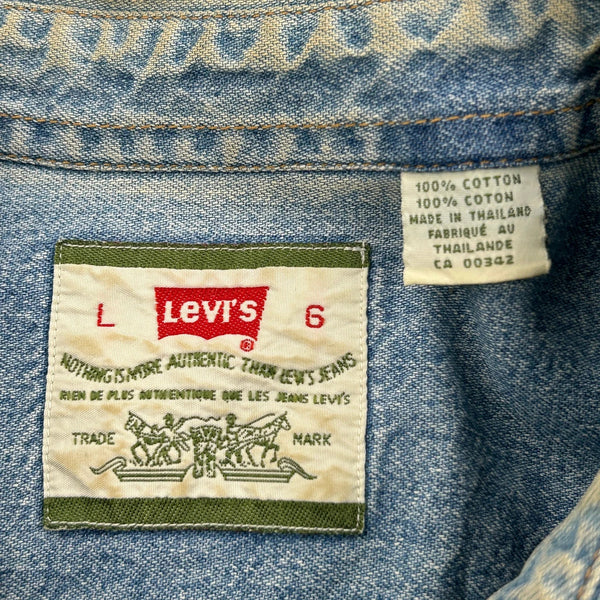 100% COTTON
100% COTON
MADE IN THAILAND
FABRIQUÉ AU
THAILANDE
CA 00342
L LEVI'S 6
®
NOTHING IS MORE AUTHENTIC THAN LEVI'S JEANS
RIEN DE PLUS AUTHENTIQUE QUE LES JEANS LEVI'S
TRADE MARK